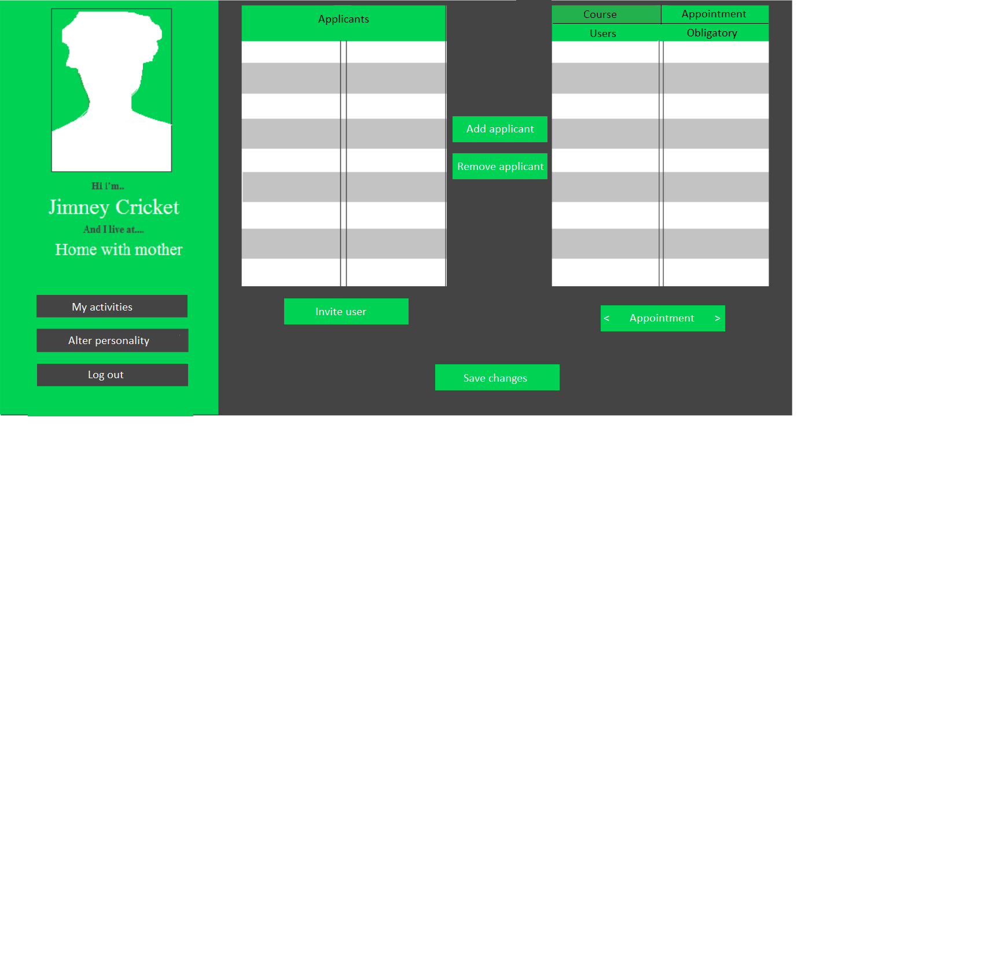 Hi i'm..
Jimney Cricket
And I live at....
Home with mother
My activities
Alter personality
Log out
Applicants
Add applicant
Remove applicant
Invite user
Course Appointment
Users Obligatory
< Appointment >
Save changes